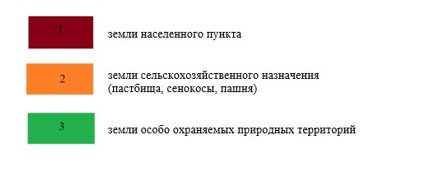 1 земли населенного пункта
2 земли сельскохозяйственного назначения
(пастбища, сенокосы, пашня)
3 земли особо охраняемых природных территорий